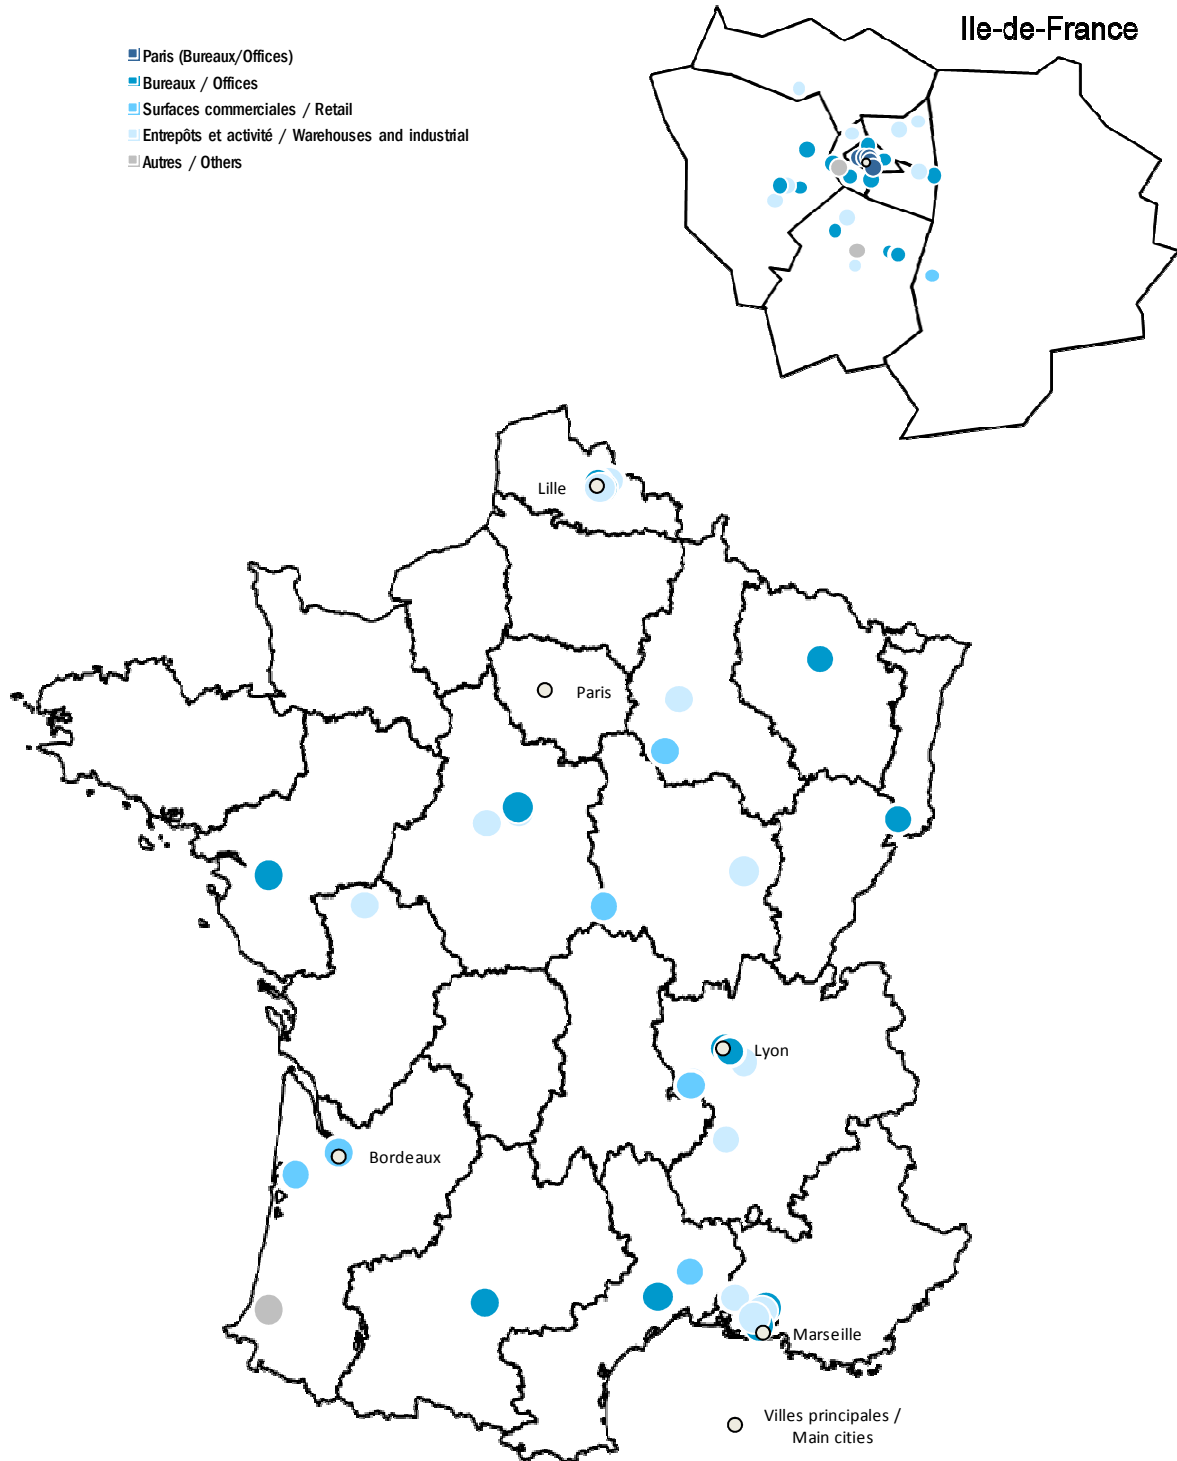 Ile-de-France
Paris (Bureaux/Offices)
Bureaux / Offices
Surfaces commerciales / Retail
Entrepôts et activité / Warehouses and industrial
Autres / Others
Lille
Paris
Lyon
Bordeaux
Marseille
Villes principales /
Main cities